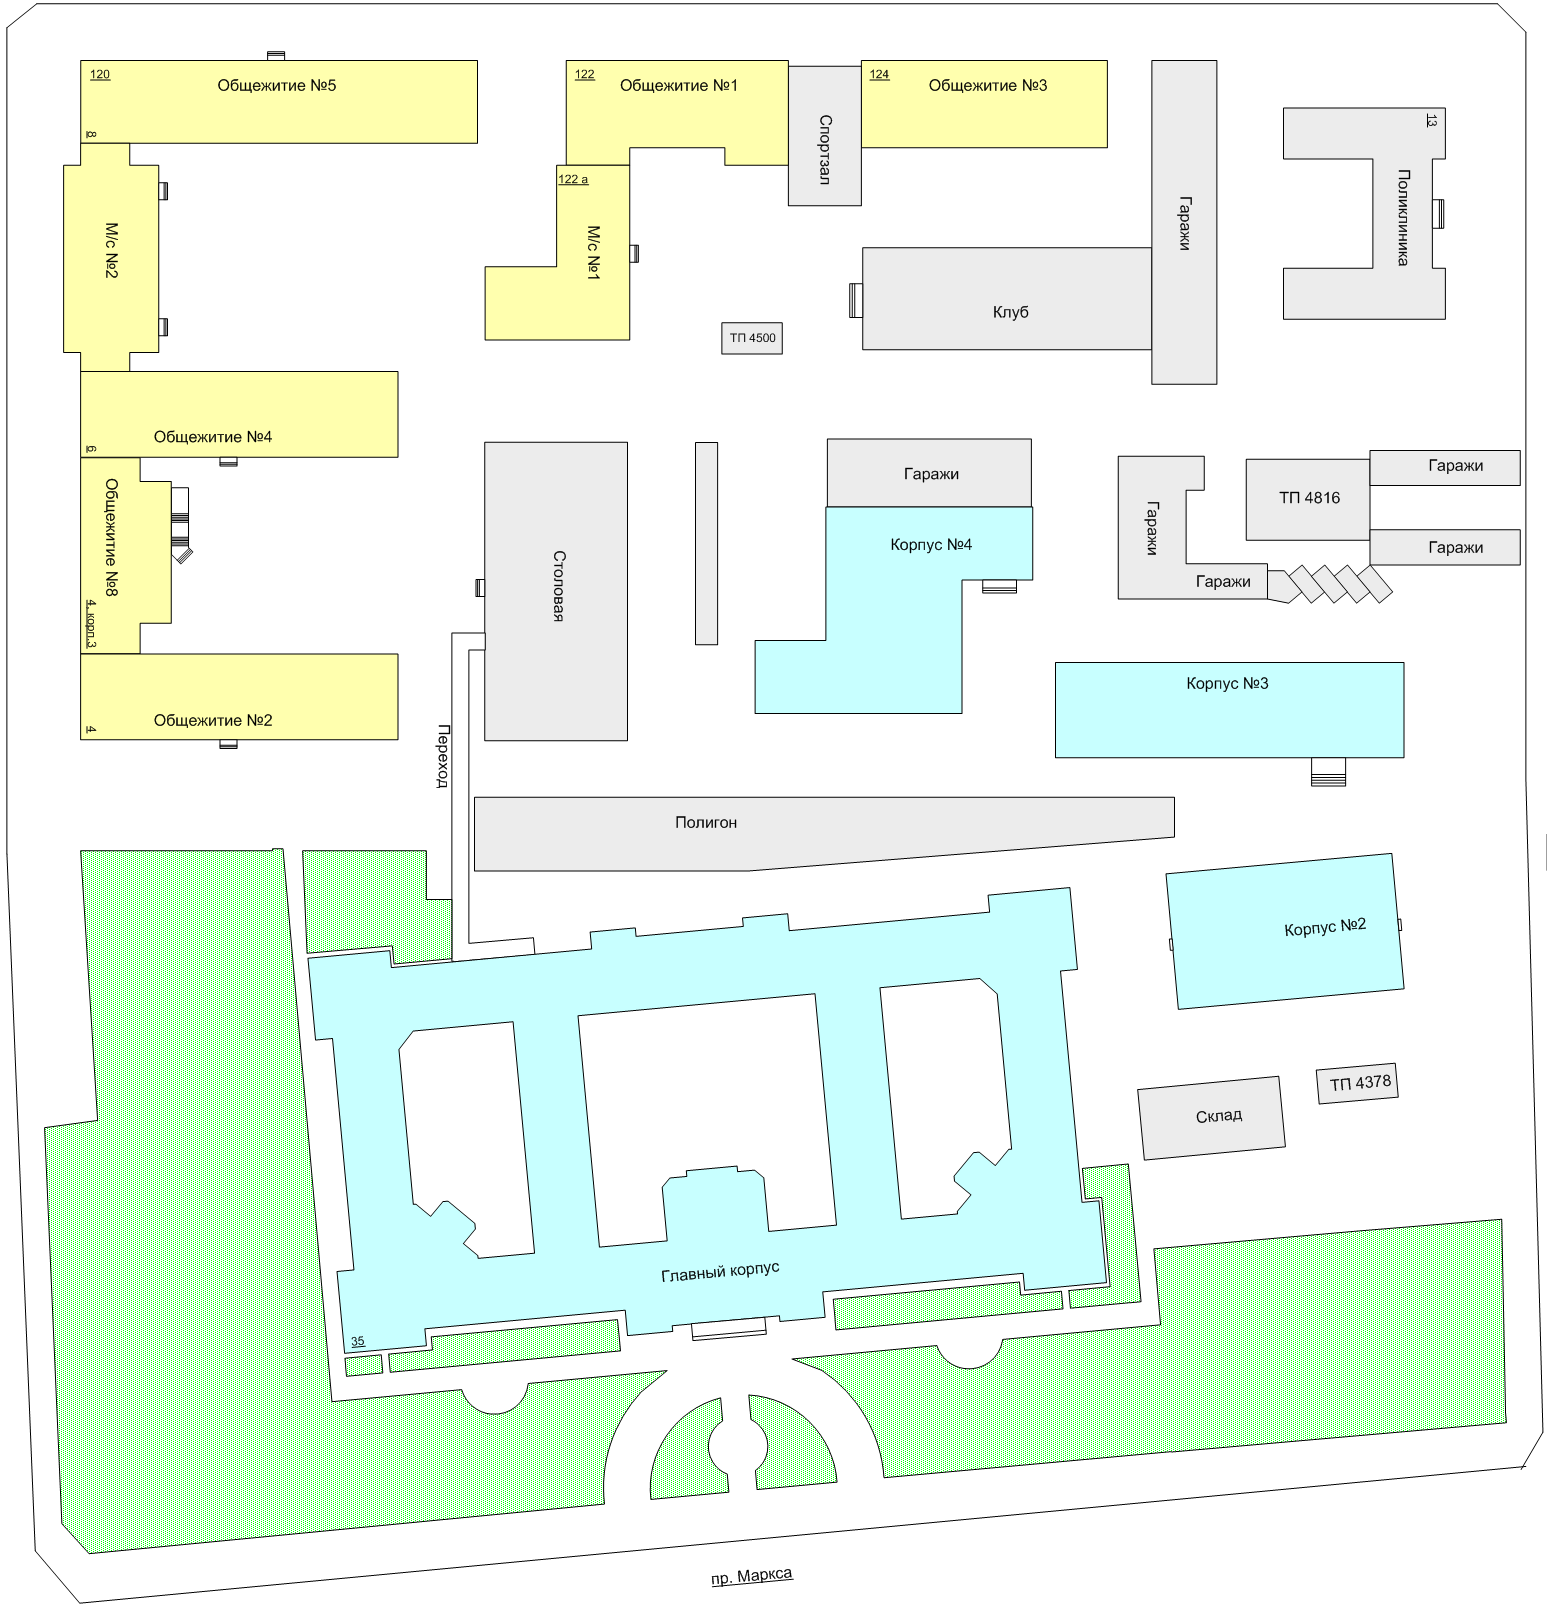 120
Общежитие №5
8
122
Общежитие №1
124
Общежитие №3
Спортзал
13
Поликлиника
Гаражи
М/с №2
122 а
М/с №1
Клуб
ТП 4500
Общежитие №4
6
Гаражи
Гаражи
ТП 4816
Гаражи
Общежитие №8
4, корп.3
Столовая
Корпус №4
Гаражи
Гаражи
Гаражи
Корпус №3
Общежитие №2
4
Переход
Полигон
Корпус №2
ТП 4378
Склад
Главный корпус
35
пр. Маркса